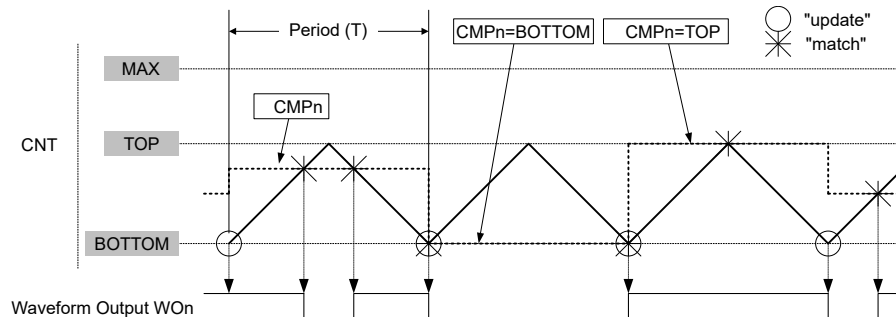 Period (T)
CMPn=BOTTOM
CMPn=TOP
"update"
"match"
MAX
CMPn
CNT
TOP
BOTTOM
Waveform Output WOn